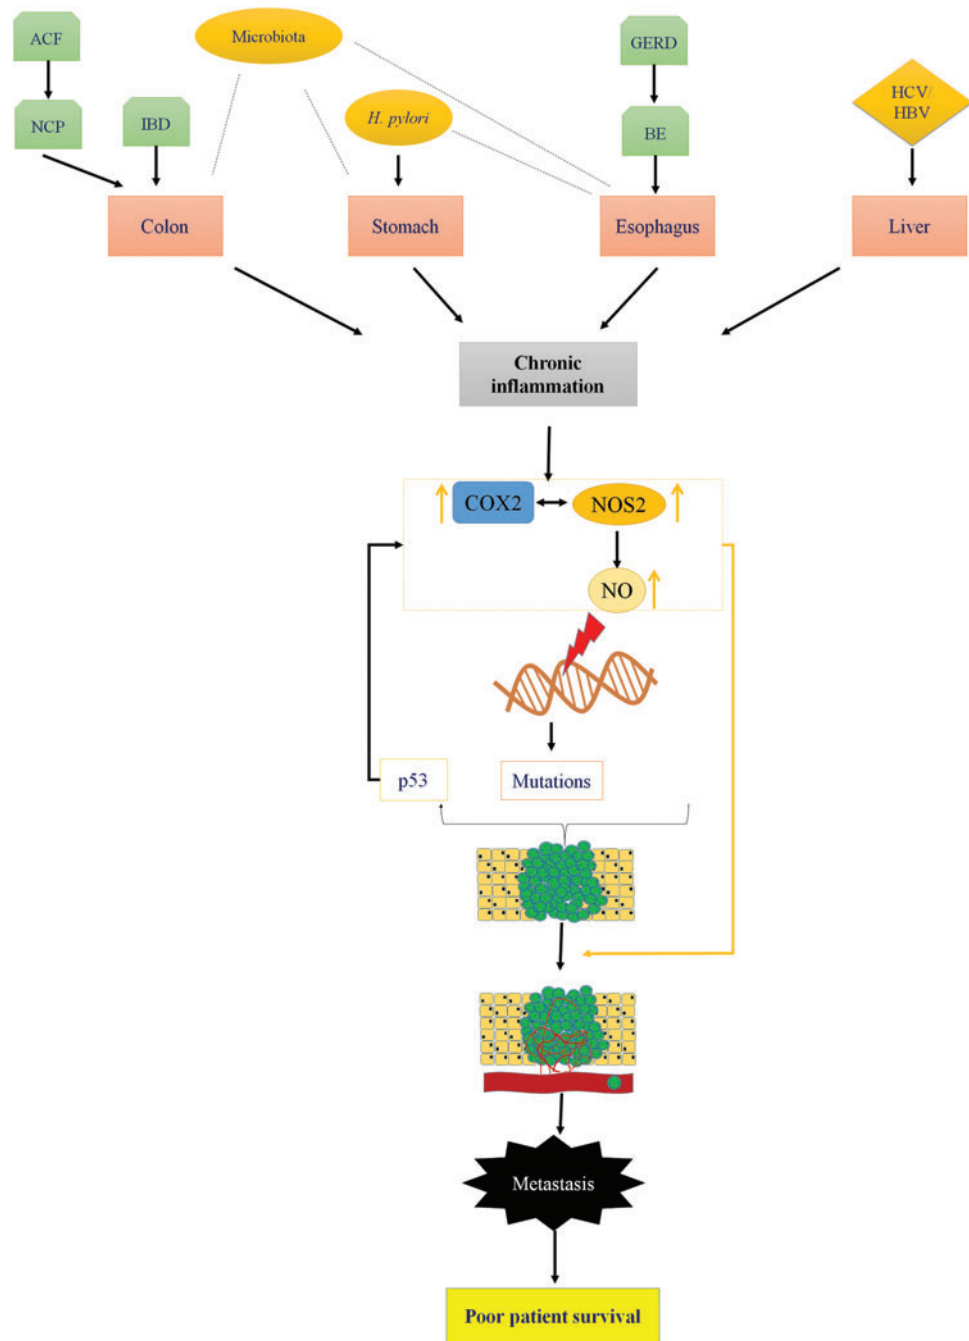 ACF
Microbiota
GERD
HCV/
HBV
NCP
IBD
H. pylori
BE
Colon
Stomach
Esophagus
Liver
Chronic
inflammation
COX2
NOS2
NO
p53
Mutations
Metastasis
Poor patient survival